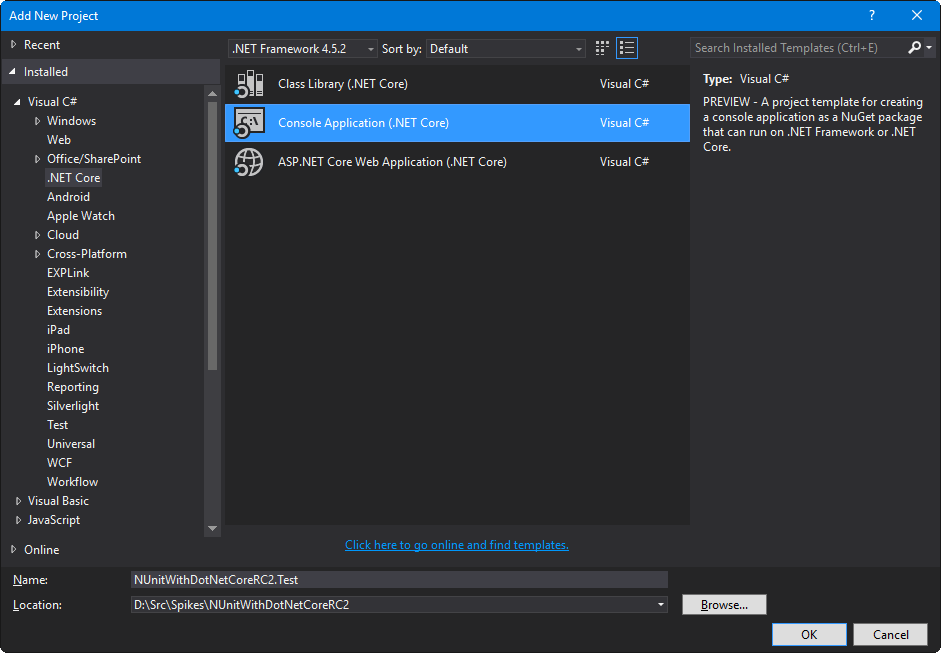 Add New Project
?
Recent
.NET Framework 4.5.2
Sort by:
Default
Search Installed Templates (Ctrl+E)
Installed
Visual C#
Windows
Web
Office/SharePoint
.NET Core
Android
Apple Watch
Cloud
Cross-Platform
EXPLink
Extensibility
Extensions
iPad
iPhone
LightSwitch
Reporting
Silverlight
Test
Universal
WCF
Workflow
Visual Basic
JavaScript
Online
Class Library (.NET Core) Visual C#
C:\
Console Application (.NET Core) Visual C#
ASP.NET Core Web Application (.NET Core) Visual C#
Click here to go online and find templates.
Type: Visual C#
PREVIEW - A project template for creating
a console application as a NuGet package
that can run on .NET Framework or .NET
Core.
Name: NUnitWithDotNetCoreRC2.Test
Location: D:\Src\Spikes\NUnitWithDotNetCoreRC2
Browse...
OK
Cancel